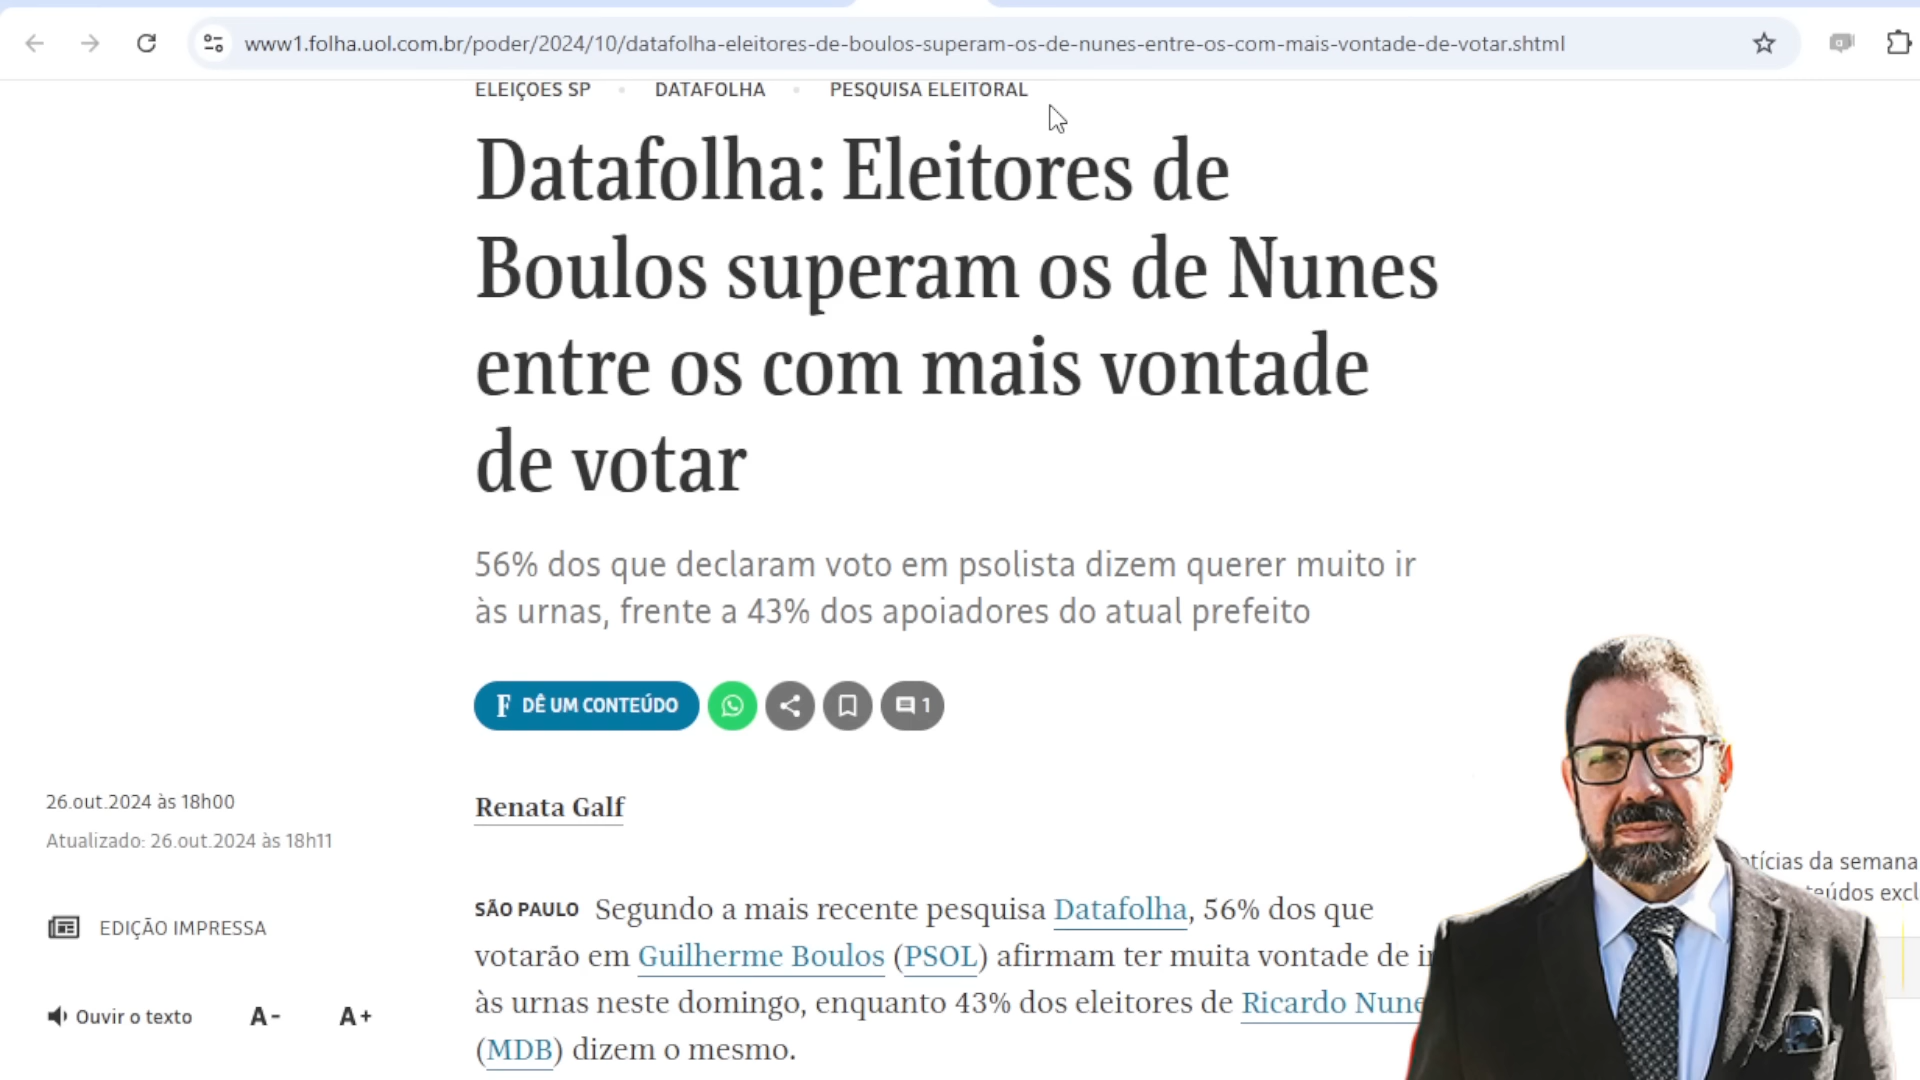 www1.folha.uol.com.br/poder/2024/10/datafolha-eleitores-de-boulos-superam-os-de-nunes-entre-os-com-mais-vontade-de-votar.shtml
ELEIÇÕES SP • DATAFOLHA • PESQUISA ELEITORAL
Datafolha: Eleitores de
Boulos superam os de Nunes
entre os com mais vontade
de votar
56% dos que declaram voto em psolista dizem querer muito ir
às urnas, frente a 43% dos apoiadores do atual prefeito
F DÊ UM CONTEÚDO
1
26.out.2024 às 18h00
Atualizado: 26.out.2024 às 18h11
EDIÇÃO IMPRESSA
Ouvir o texto A- A+
Renata Galf
SÃO PAULO Segundo a mais recente pesquisa Datafolha, 56% dos que
votarão em Guilherme Boulos (PSOL) afirmam ter muita vontade de ir
às urnas neste domingo, enquanto 43% dos eleitores de Ricardo Nune
(MDB) dizem o mesmo.
da semana